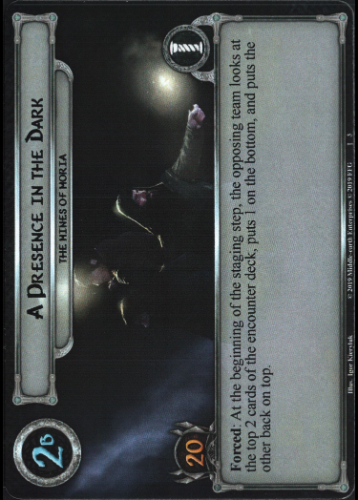 2B
A Presence in the Dark
The Mines of Moria
20
Forced: At the beginning of the staging step, the opposing team looks at
the top 2 cards of the encounter deck, puts 1 on the bottom, and puts the
other back on top.
Illus. Igor Kieryluk © 2019 Middle-earth Enterprises © 2019 FFG